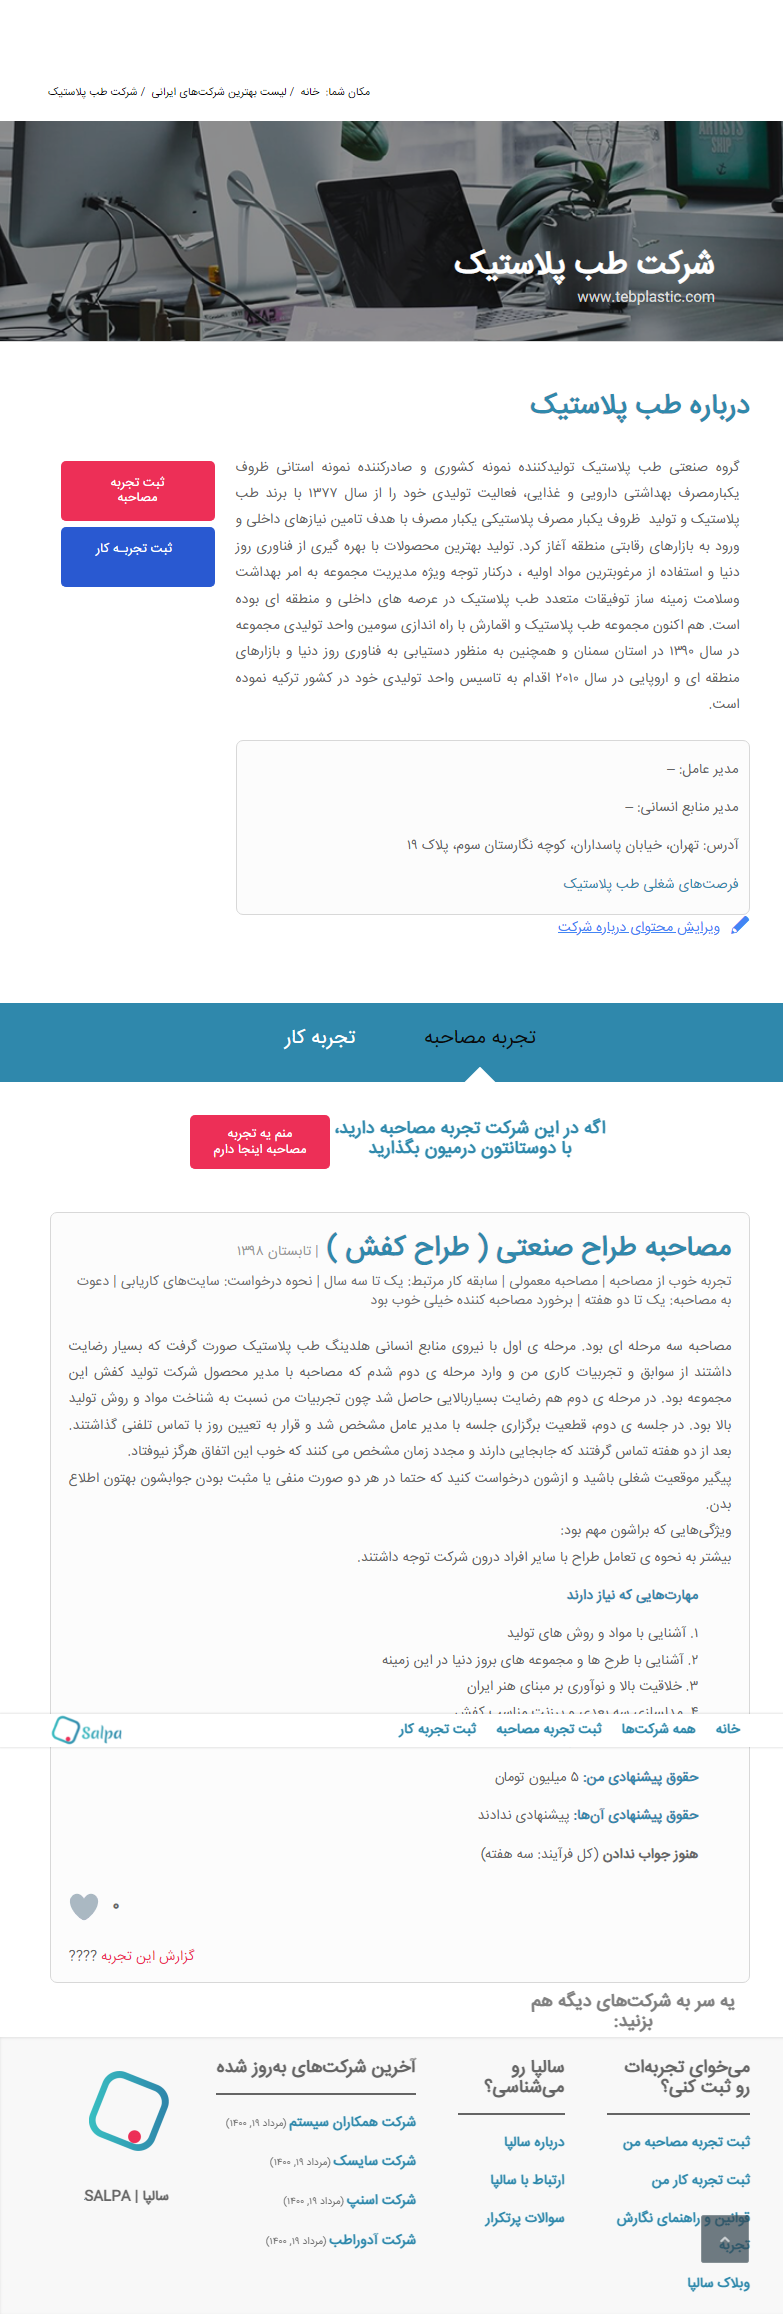 مکان شما: خانه / لیست بهترین شرکت‌های ایرانی / شرکت طب پلاستیک
ARTISTS
SHIP
شرکت طب پلاستیک
www.tebplastic.com
درباره طب پلاستیک
گروه صنعتی طب پلاستیک تولیدکننده نمونه کشوری و صادرکننده نمونه استانی ظروف
یکبارمصرف بهداشتی دارویی و غذایی، فعالیت تولیدی خود را از سال ۱۳۷۷ با برند طب
پلاستیک و تولید ظروف یکبار مصرف پلاستیکی یکبار مصرف با هدف تامین نیازهای داخلی و
ورود به بازارهای رقابتی منطقه آغاز کرد. تولید بهترین محصولات با بهره گیری از فناوری روز
دنیا و استفاده از مرغوبترین مواد اولیه ، درکنار توجه ویژه مدیریت مجموعه به امر بهداشت
وسلامت زمینه ساز توفیقات متعدد طب پلاستیک در عرصه های داخلی و منطقه ای بوده
است. هم اکنون مجموعه طب پلاستیک و اقمارش با راه اندازی سومین واحد تولیدی مجموعه
در سال ۱۳۹۰ در استان سمنان و همچنین به منظور دستیابی به فناوری روز دنیا و بازارهای
منطقه ای و اروپایی در سال ۲۰۱۰ اقدام به تاسیس واحد تولیدی خود در کشور ترکیه نموده
است.
ثبت تجربه
مصاحبه
ثبت تجربـه کار
مدیر عامل: –
مدیر منابع انسانی: –
آدرس: تهران، خیابان پاسداران، کوچه نگارستان سوم، پلاک ۱۹
فرصت‌های شغلی طب پلاستیک
ویرایش محتوای درباره شرکت
تجربه مصاحبه
تجربه کار
اگه در این شرکت تجربه مصاحبه دارید،
با دوستانتون درمیون بگذارید
منم یه تجربه
مصاحبه اینجا دارم
مصاحبه طراح صنعتی ( طراح کفش ) | تابستان ۱۳۹۸
تجربه خوب از مصاحبه | مصاحبه معمولی | سابقه کار مرتبط: یک تا سه سال | نحوه درخواست: سایت‌های کاریابی | دعوت
به مصاحبه: یک تا دو هفته | برخورد مصاحبه کننده خیلی خوب بود
مصاحبه سه مرحله ای بود. مرحله ی اول با نیروی منابع انسانی هلدینگ طب پلاستیک صورت گرفت که بسیار رضایت
داشتند از سوابق و تجربیات کاری من و وارد مرحله ی دوم شدم که مصاحبه با مدیر محصول شرکت تولید کفش این
مجموعه بود. در مرحله ی دوم هم رضایت بسیاربالایی حاصل شد چون تجربیات من نسبت به شناخت مواد و روش تولید
بالا بود. در جلسه ی دوم، قطعیت برگزاری جلسه با مدیر عامل مشخص شد و قرار به تعیین روز با تماس تلفنی گذاشتند.
بعد از دو هفته تماس گرفتند که جابجایی دارند و مجدد زمان مشخص می کنند که خوب این اتفاق هرگز نیوفتاد.
پیگیر موقعیت شغلی باشید و ازشون درخواست کنید که حتما در هر دو صورت منفی یا مثبت بودن جوابشون بهتون اطلاع
بدن.
ویژگی‌هایی که براشون مهم بود:
بیشتر به نحوه ی تعامل طراح با سایر افراد درون شرکت توجه داشتند.
مهارت‌هایی که نیاز دارند
۱. آشنایی با مواد و روش های تولید
۲. آشنایی با طرح ها و مجموعه های بروز دنیا در این زمینه
۳. خلاقیت بالا و نوآوری بر مبنای هنر ایران
۴. مدلسازی سه بعدی و پرزنت مناسب کفش
خانه
همه شرکت‌ها
ثبت تجربه مصاحبه
ثبت تجربه کار
Salpa
حقوق پیشنهادی من: ۵ میلیون تومان
حقوق پیشنهادی آن‌ها: پیشنهادی ندادند
هنوز جواب ندادن (کل فرآیند: سه هفته)
۰
گزارش این تجربه ????
یه سر به شرکت‌های دیگه هم
بزنید:
می‌خوای تجربه‌ات
رو ثبت کنی؟
ثبت تجربه مصاحبه من
ثبت تجربه کار من
قوانین و راهنمای نگارش
تجربه
وبلاک سالپا
سالپا رو
می‌شناسی؟
درباره سالپا
ارتباط با سالپا
سوالات پرتکرار
آخرین شرکت‌های به‌روز شده
شرکت همکاران سیستم (مرداد ۱۹, ۱۴۰۰)
شرکت سایسک (مرداد ۱۹, ۱۴۰۰)
شرکت اسنپ (مرداد ۱۹, ۱۴۰۰)
شرکت آدوراطب (مرداد ۱۹, ۱۴۰۰)
سالپا | SALPA